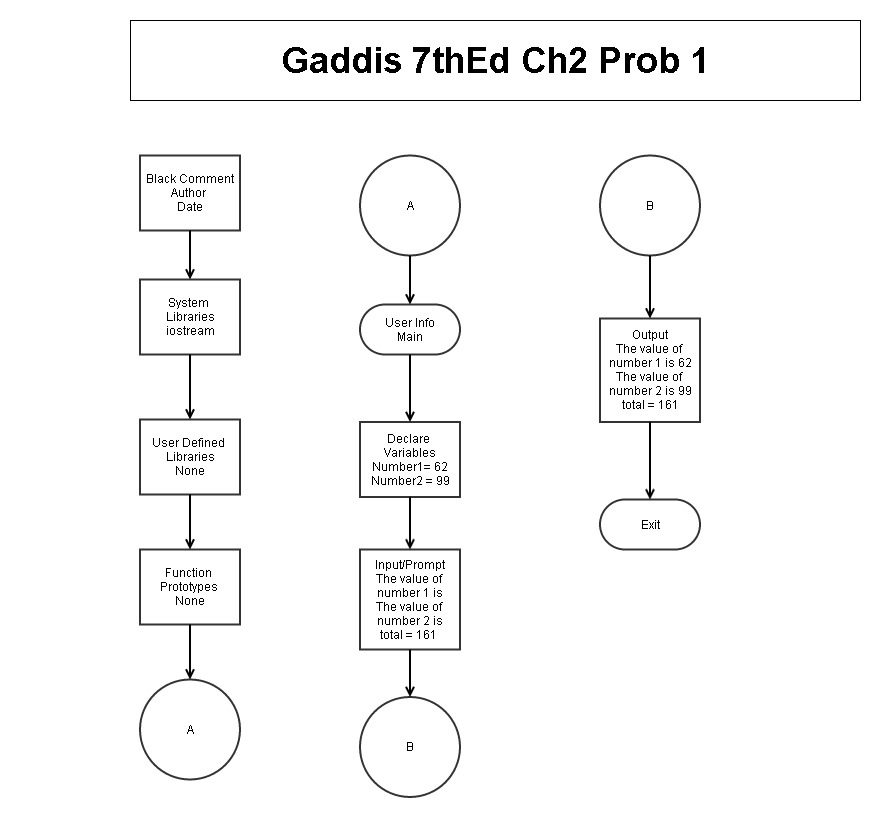 Gaddis 7thEd Ch2 Prob 1
Black Comment
Author
Date
System
Libraries
iostream
User Defined
Libraries
None
Function
Prototypes
None
A
A
User Info
Main
Declare
Variables
Number1= 62
Number2 = 99
Input/Prompt
The value of
number 1 is
The value of
number 2 is
total = 161
B
B
Output
The value of
number 1 is 62
The value of
number 2 is 99
total = 161
Exit